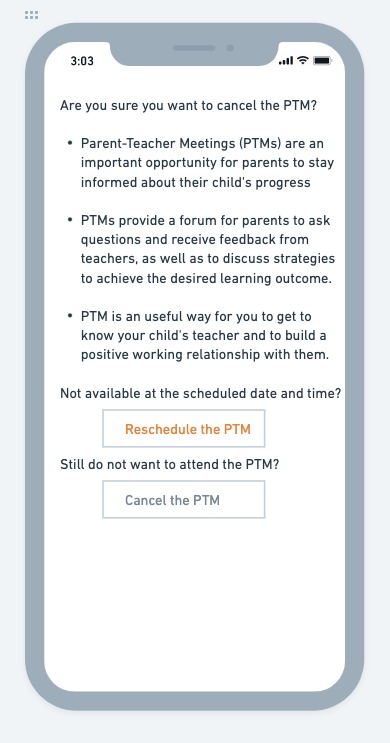 3:03
Are you sure you want to cancel the PTM?
• Parent-Teacher Meetings (PTMs) are an
important opportunity for parents to stay
informed about their child's progress
• PTMs provide a forum for parents to ask
questions and receive feedback from
teachers, as well as to discuss strategies
to achieve the desired learning outcome.
• PTM is an useful way for you to get to
know your child's teacher and to build a
positive working relationship with them.
Not available at the scheduled date and time?
Reschedule the PTM
Still do not want to attend the PTM?
Cancel the PTM